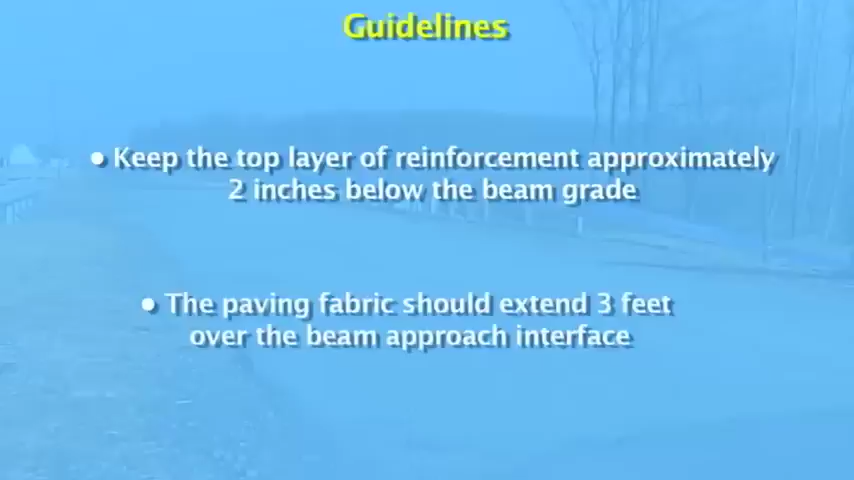 Guidelines
• Keep the top layer of reinforcement approximately
2 inches below the beam grade
• The paving fabric should extend 3 feet
over the beam approach interface